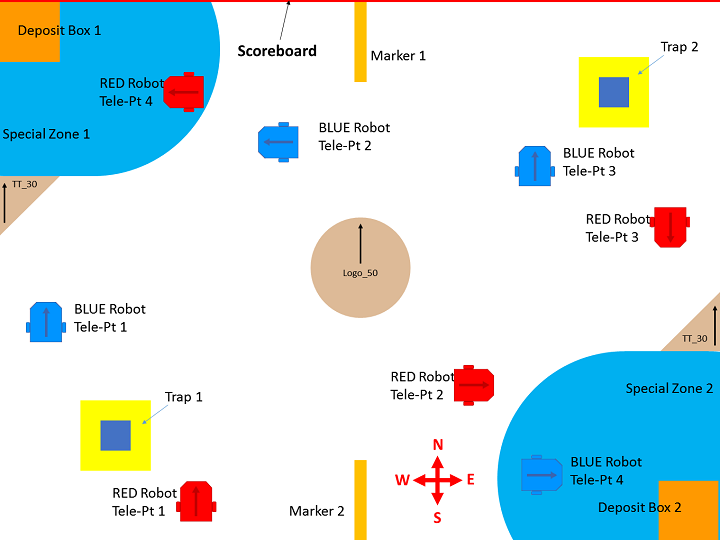 Deposit Box 1
Scoreboard
Marker 1
Trap 2
RED Robot
Tele-Pt 4
Special Zone 1
BLUE Robot
Tele-Pt 2
BLUE Robot
Tele-Pt 3
TT_30
RED Robot
Tele-Pt 3
Logo_50
BLUE Robot
Tele-Pt 1
TT_30
RED Robot
Tele-Pt 2
Special Zone 2
Trap 1
N
W E
S
BLUE Robot
Tele-Pt 4
RED Robot
Tele-Pt 1
Marker 2
Deposit Box 2